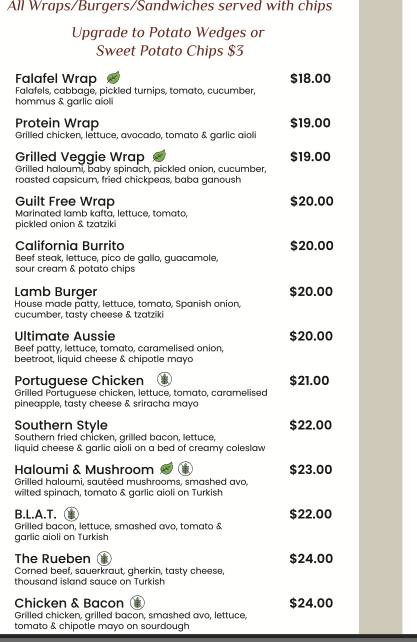 All Wraps/Burgers/Sandwiches served with chips
Upgrade to Potato Wedges or
Sweet Potato Chips $3
Falafel Wrap $18.00
Falafels, cabbage, pickled turnips, tomato, cucumber,
hommus & garlic aioli
Protein Wrap $19.00
Grilled chicken, lettuce, avocado, tomato & garlic aioli
Grilled Veggie Wrap $19.00
Grilled haloumi, baby spinach, pickled onion, cucumber,
roasted capsicum, fried chickpeas, baba ganoush
Guilt Free Wrap $20.00
Marinated lamb kafta, lettuce, tomato,
pickled onion & tzatziki
California Burrito $20.00
Beef steak, lettuce, pico de gallo, guacamole,
sour cream & potato chips
Lamb Burger $20.00
House made patty, lettuce, tomato, Spanish onion,
cucumber, tasty cheese & tzatziki
Ultimate Aussie $20.00
Beef patty, lettuce, tomato, caramelised onion,
beetroot, liquid cheese & chipotle mayo
Portuguese Chicken $21.00
Grilled Portuguese chicken, lettuce, tomato, caramelised
pineapple, tasty cheese & sriracha mayo
Southern Style $22.00
Southern fried chicken, grilled bacon, lettuce,
liquid cheese & garlic aioli on a bed of creamy coleslaw
Haloumi & Mushroom $23.00
Grilled haloumi, sautéed mushrooms, smashed avo,
wilted spinach, tomato & garlic aioli on Turkish
B.L.A.T. $22.00
Grilled bacon, lettuce, smashed avo, tomato &
garlic aioli on Turkish
The Rueben $24.00
Corned beef, sauerkraut, gherkin, tasty cheese,
thousand island sauce on Turkish
Chicken & Bacon $24.00
Grilled chicken, grilled bacon, smashed avo, lettuce,
tomato & chipotle mayo on sourdough